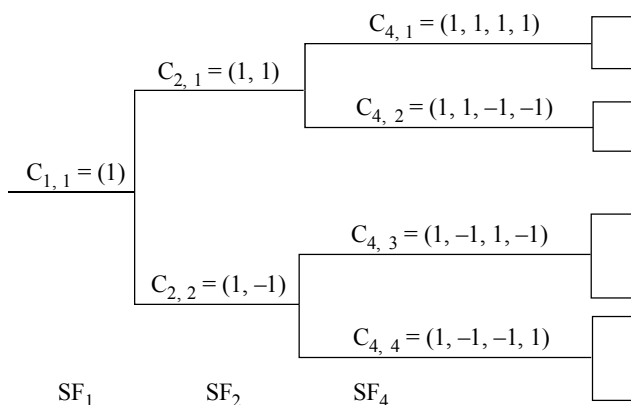 C4, 1 = (1, 1, 1, 1)
C2, 1 = (1, 1)
C4, 2 = (1, 1, –1, –1)
C1, 1 = (1)
C4, 3 = (1, –1, 1, –1)
C2, 2 = (1, –1)
C4, 4 = (1, –1, –1, 1)
SF1 SF2 SF4